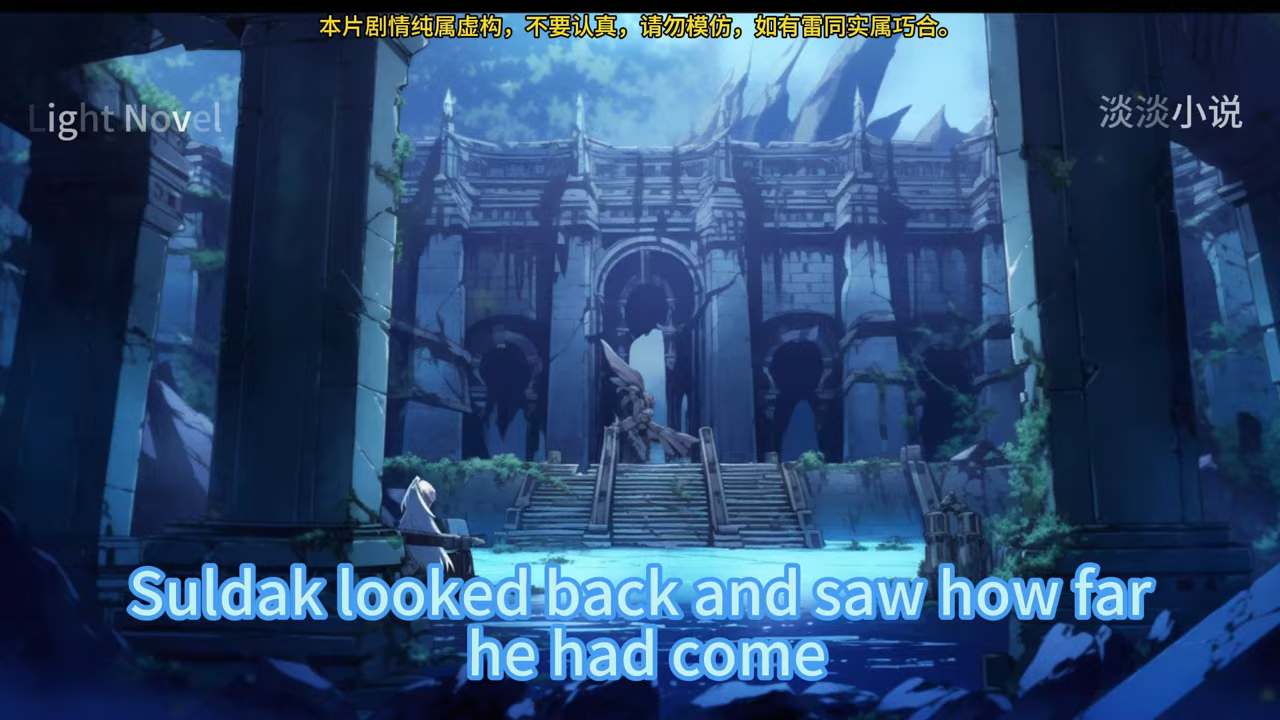 本片剧情纯属虚构，不要认真，请勿模仿，如有雷同实属巧合。
Light Novel
淡淡小说
Suldak looked back and saw how far
he had come